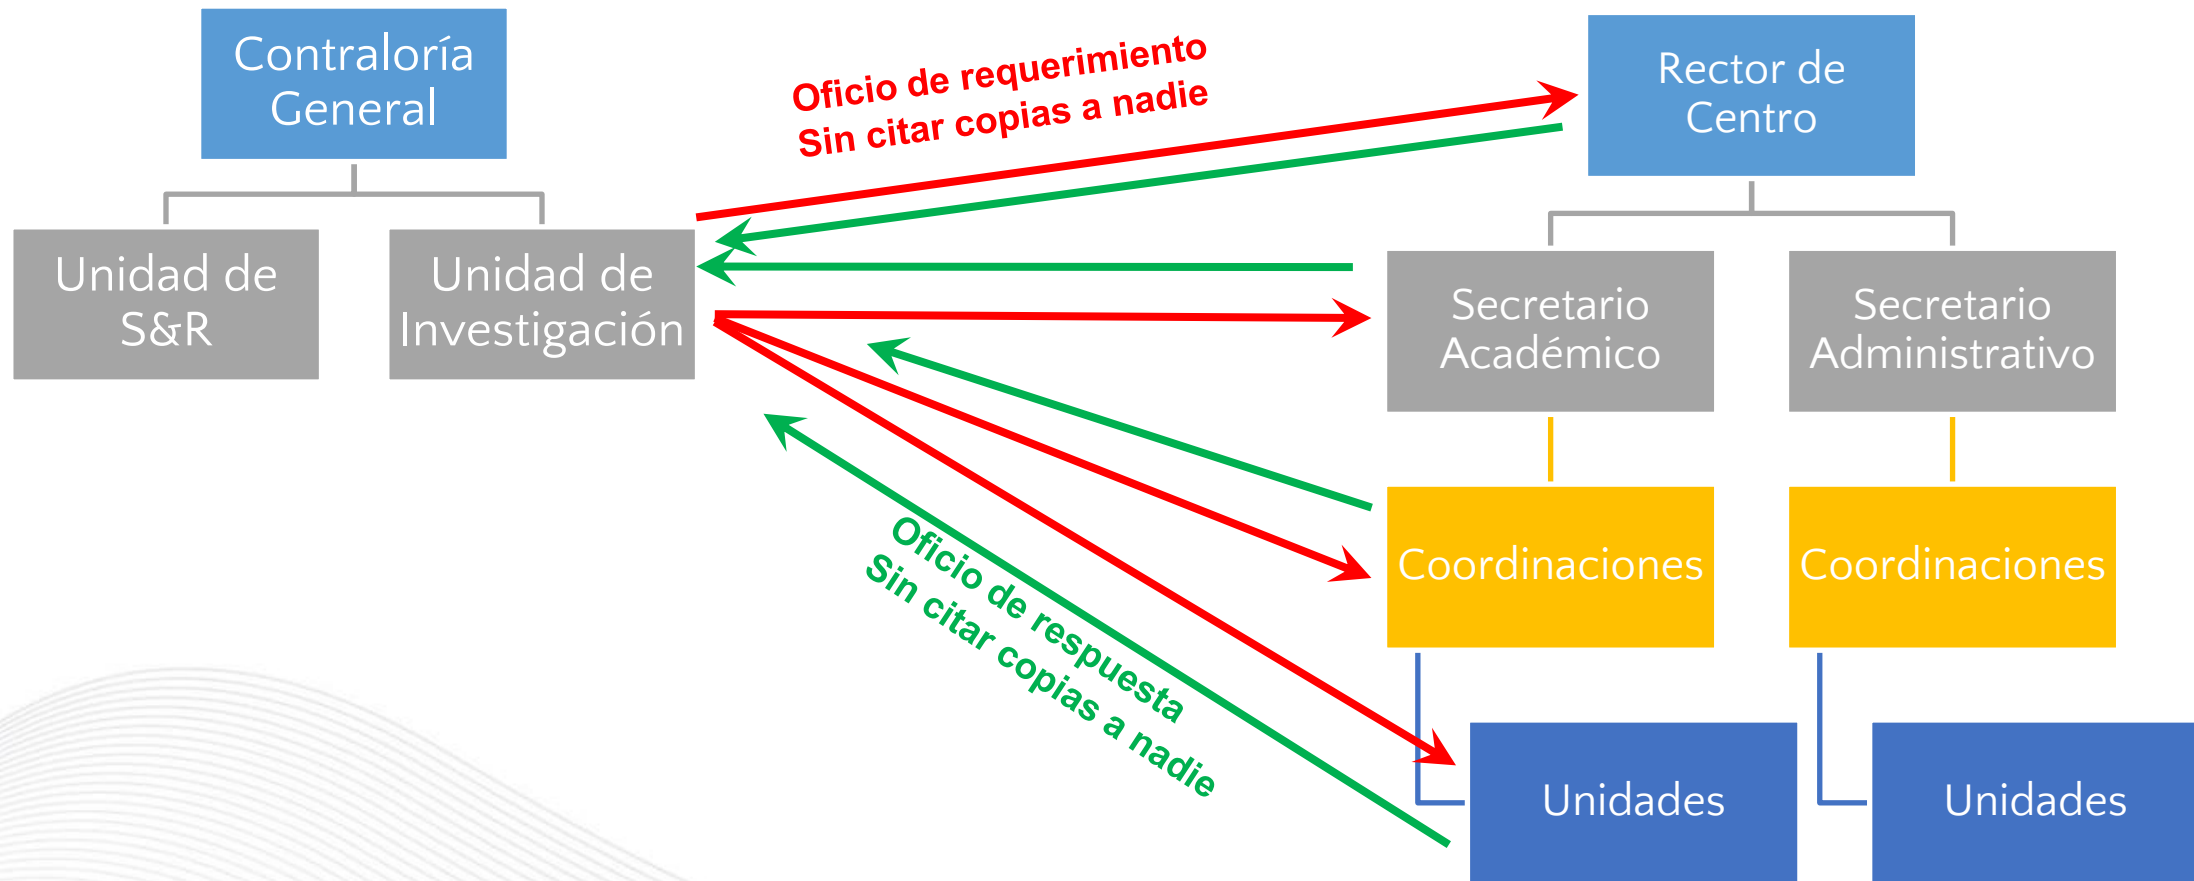 Contraloría
General
Unidad de
S&R
Unidad de
Investigación
Oficio de requerimiento
Sin citar copias a nadie
Oficio de respuesta
Sin citar copias a nadie
Rector de
Centro
Secretario
Académico
Secretario
Administrativo
Coordinaciones
Coordinaciones
Unidades
Unidades